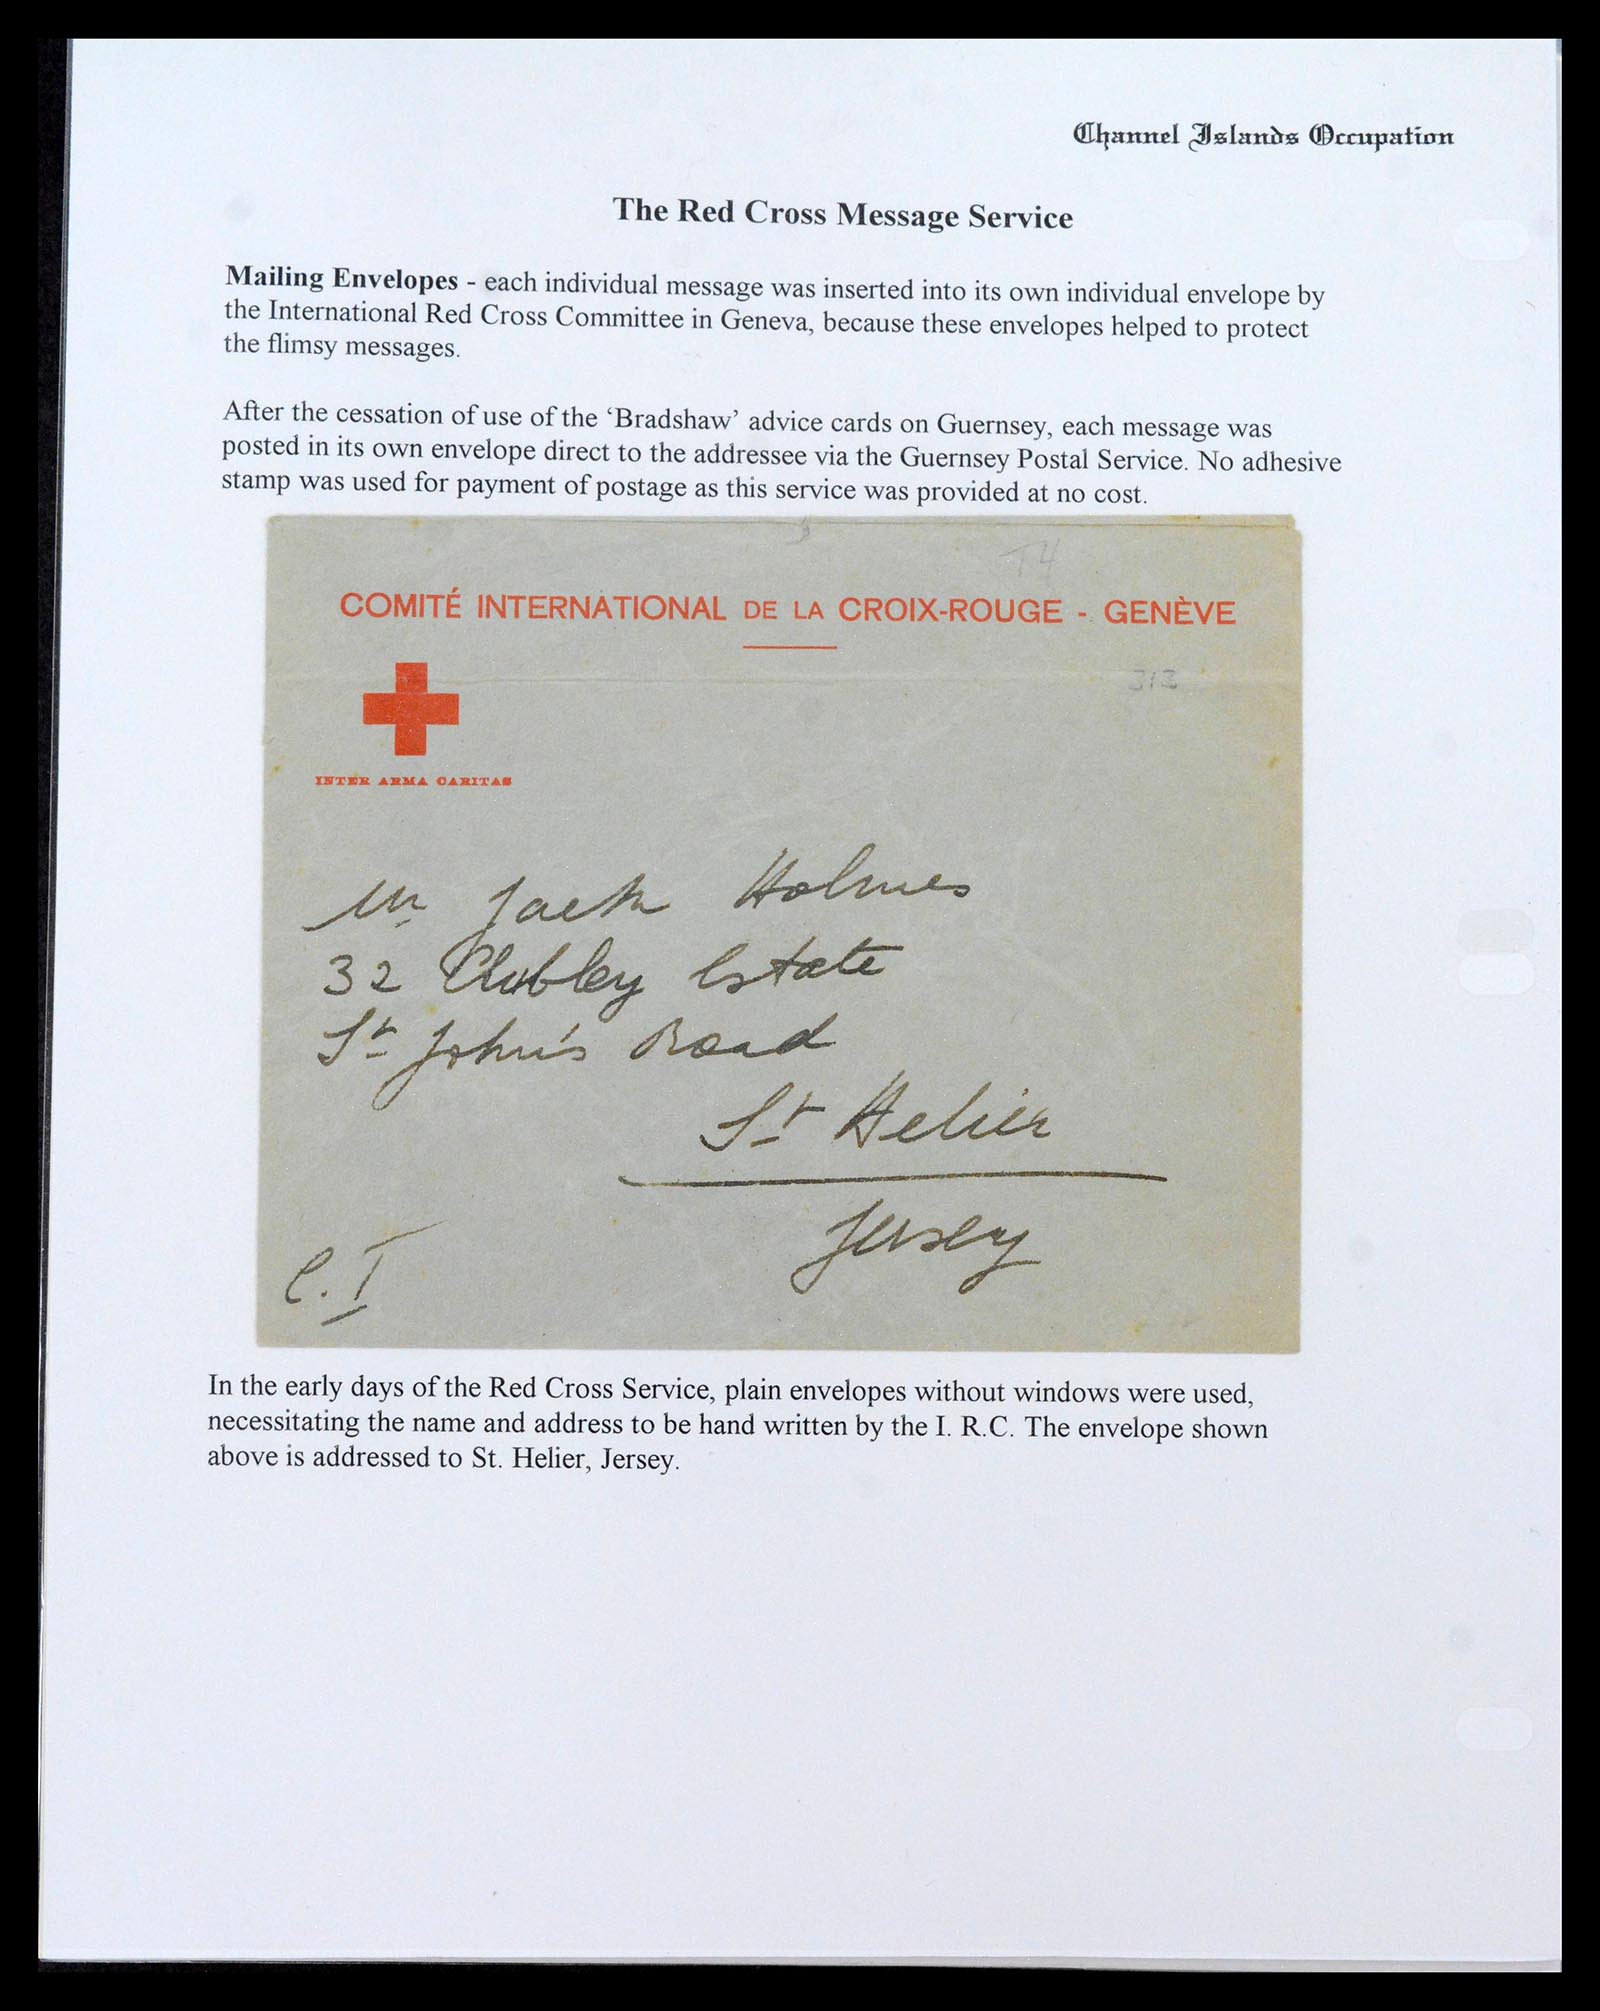 Channel Islands Occupation
The Red Cross Message Service
Mailing Envelopes - each individual message was inserted into its own individual envelope by
the International Red Cross Committee in Geneva, because these envelopes helped to protect
the flimsy messages.
After the cessation of use of the ‘Bradshaw’ advice cards on Guernsey, each message was
posted in its own envelope direct to the addressee via the Guernsey Postal Service. No adhesive
stamp was used for payment of postage as this service was provided at no cost.
T4
COMITÉ INTERNATIONAL DE LA CROIX-ROUGE - GENÈVE
313
INTER ARMA CARITAS
Mr Jack Holmes
32 Clubley Estate
St John's Road
St Helier
Jersey
C.I
In the early days of the Red Cross Service, plain envelopes without windows were used,
necessitating the name and address to be hand written by the I. R.C. The envelope shown
above is addressed to St. Helier, Jersey.